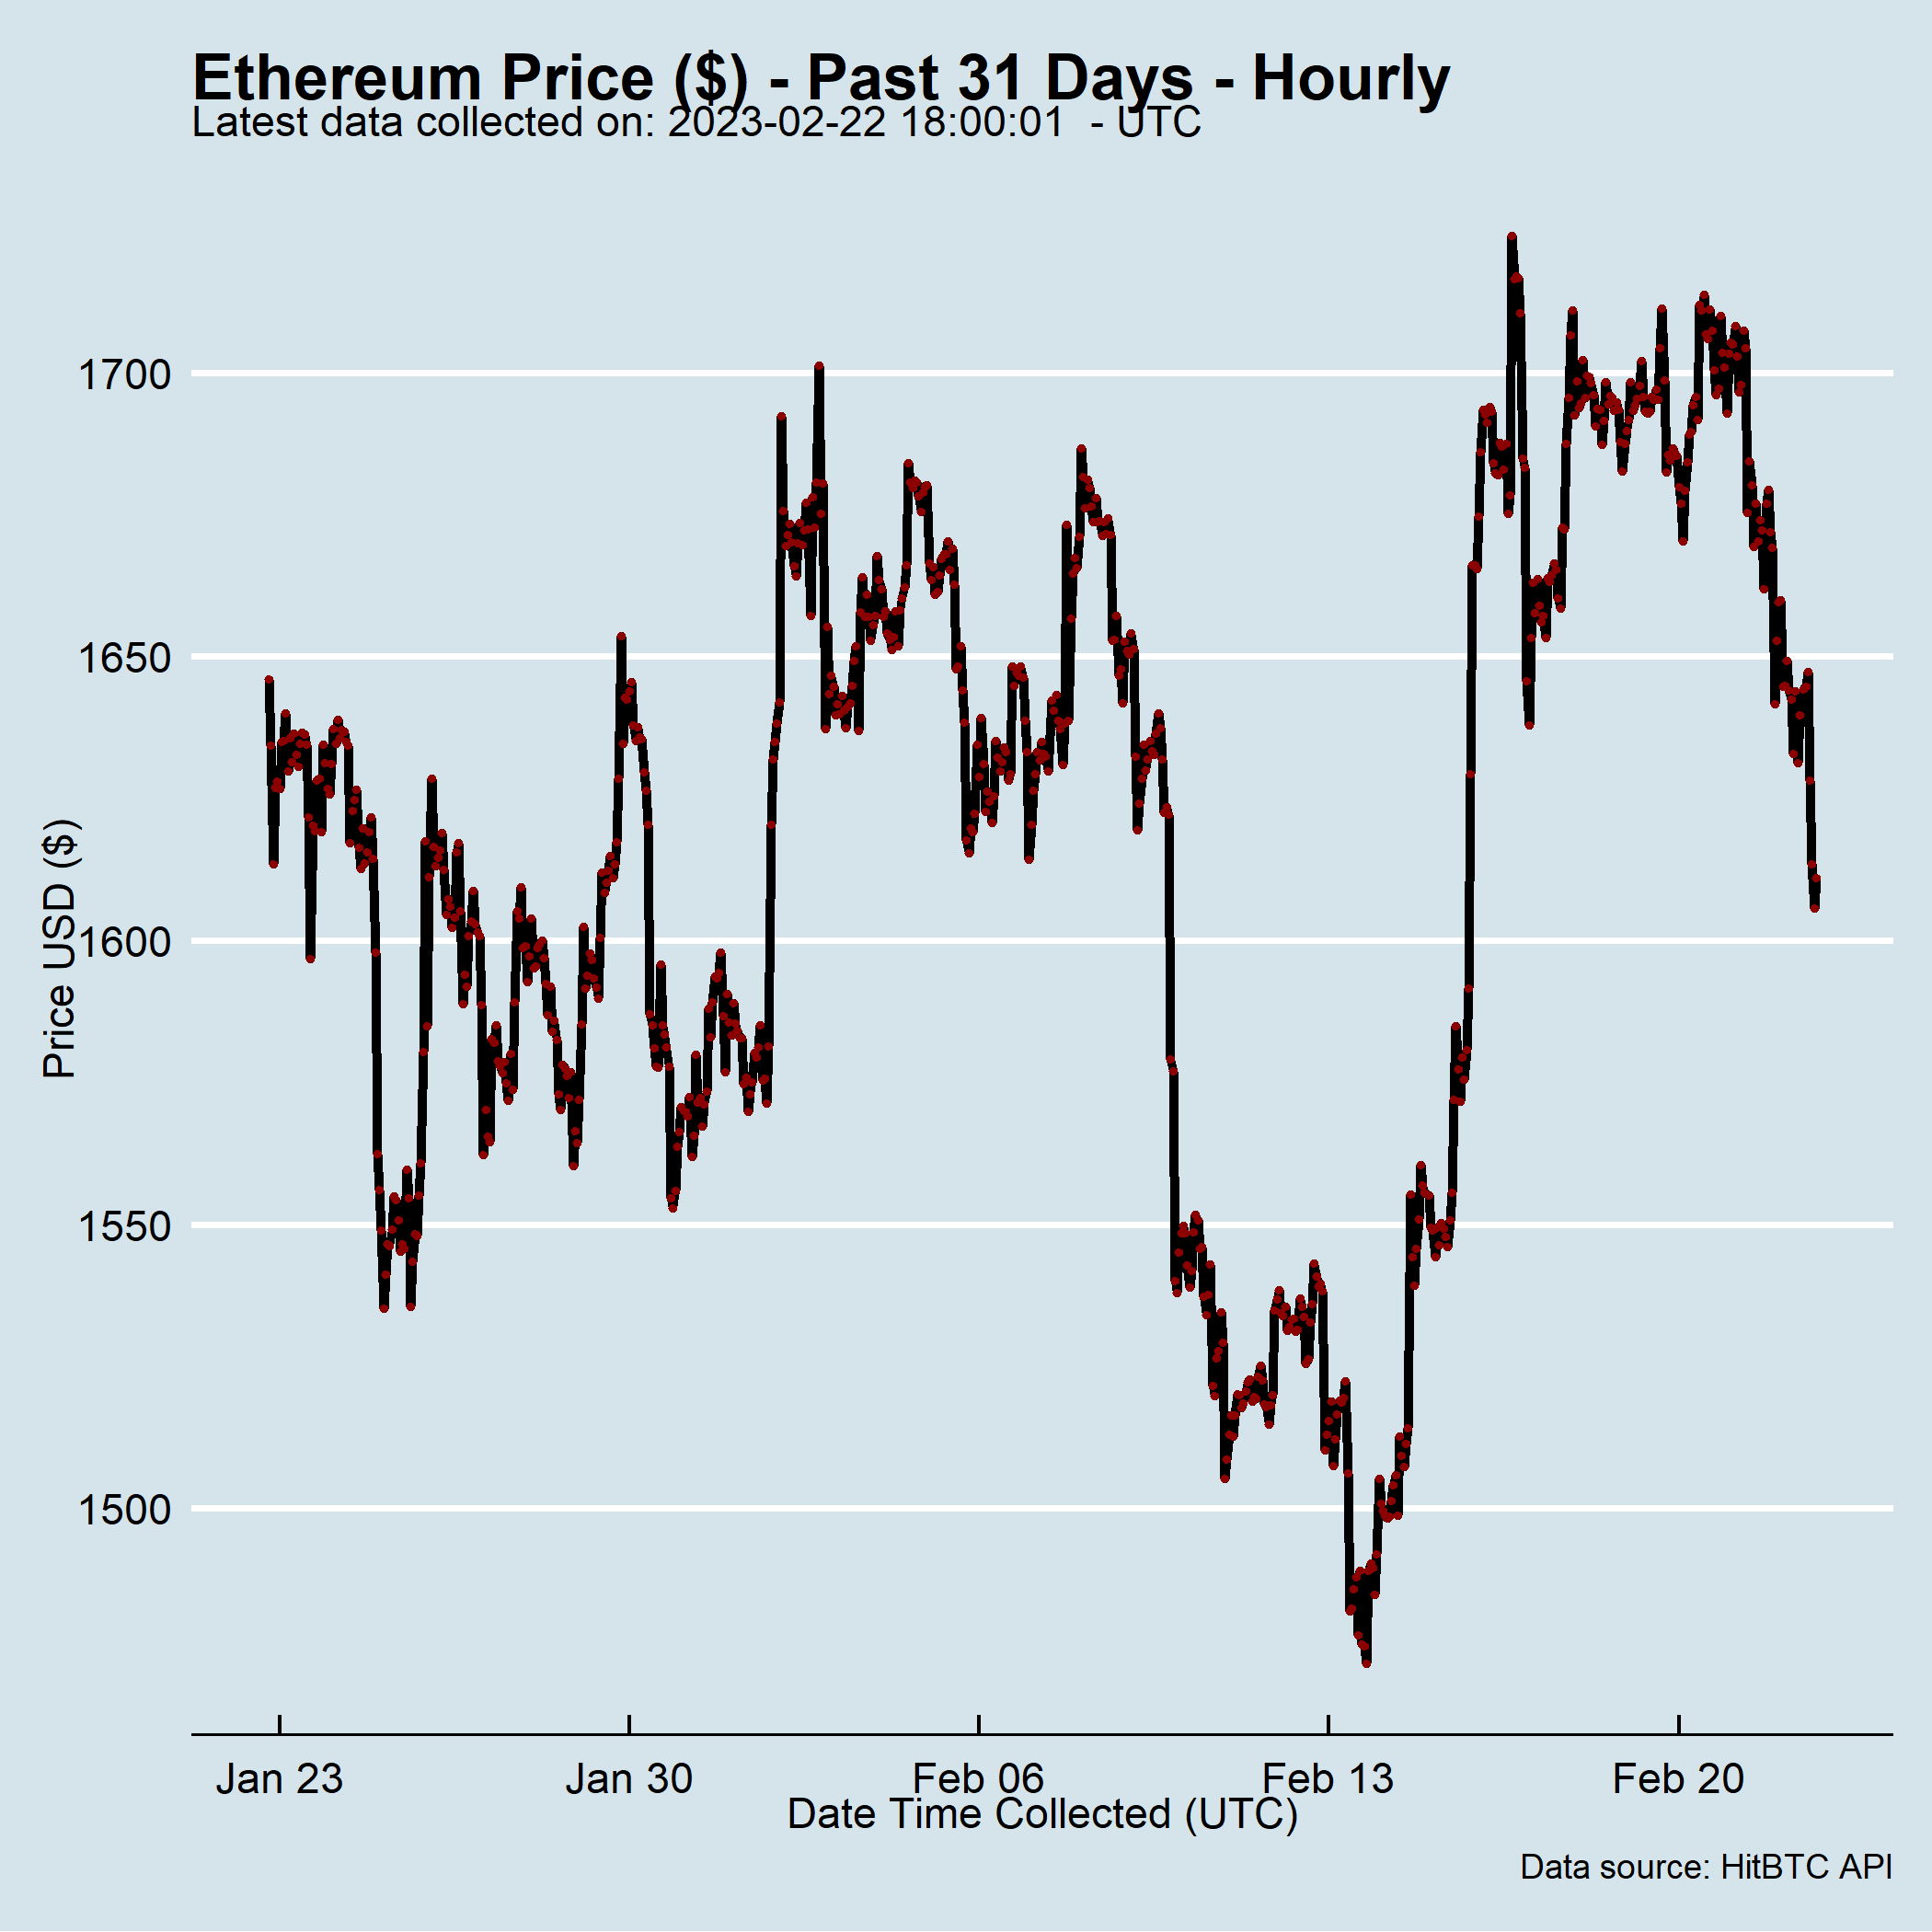 Ethereum Price ($) - Past 31 Days - Hourly
Latest data collected on: 2023-02-22 18:00:01  - UTC
Price USD ($)
1700
1650
1600
1550
1500
Jan 23
Jan 30
Feb 06
Feb 13
Feb 20
Date Time Collected (UTC)
Data source: HitBTC API